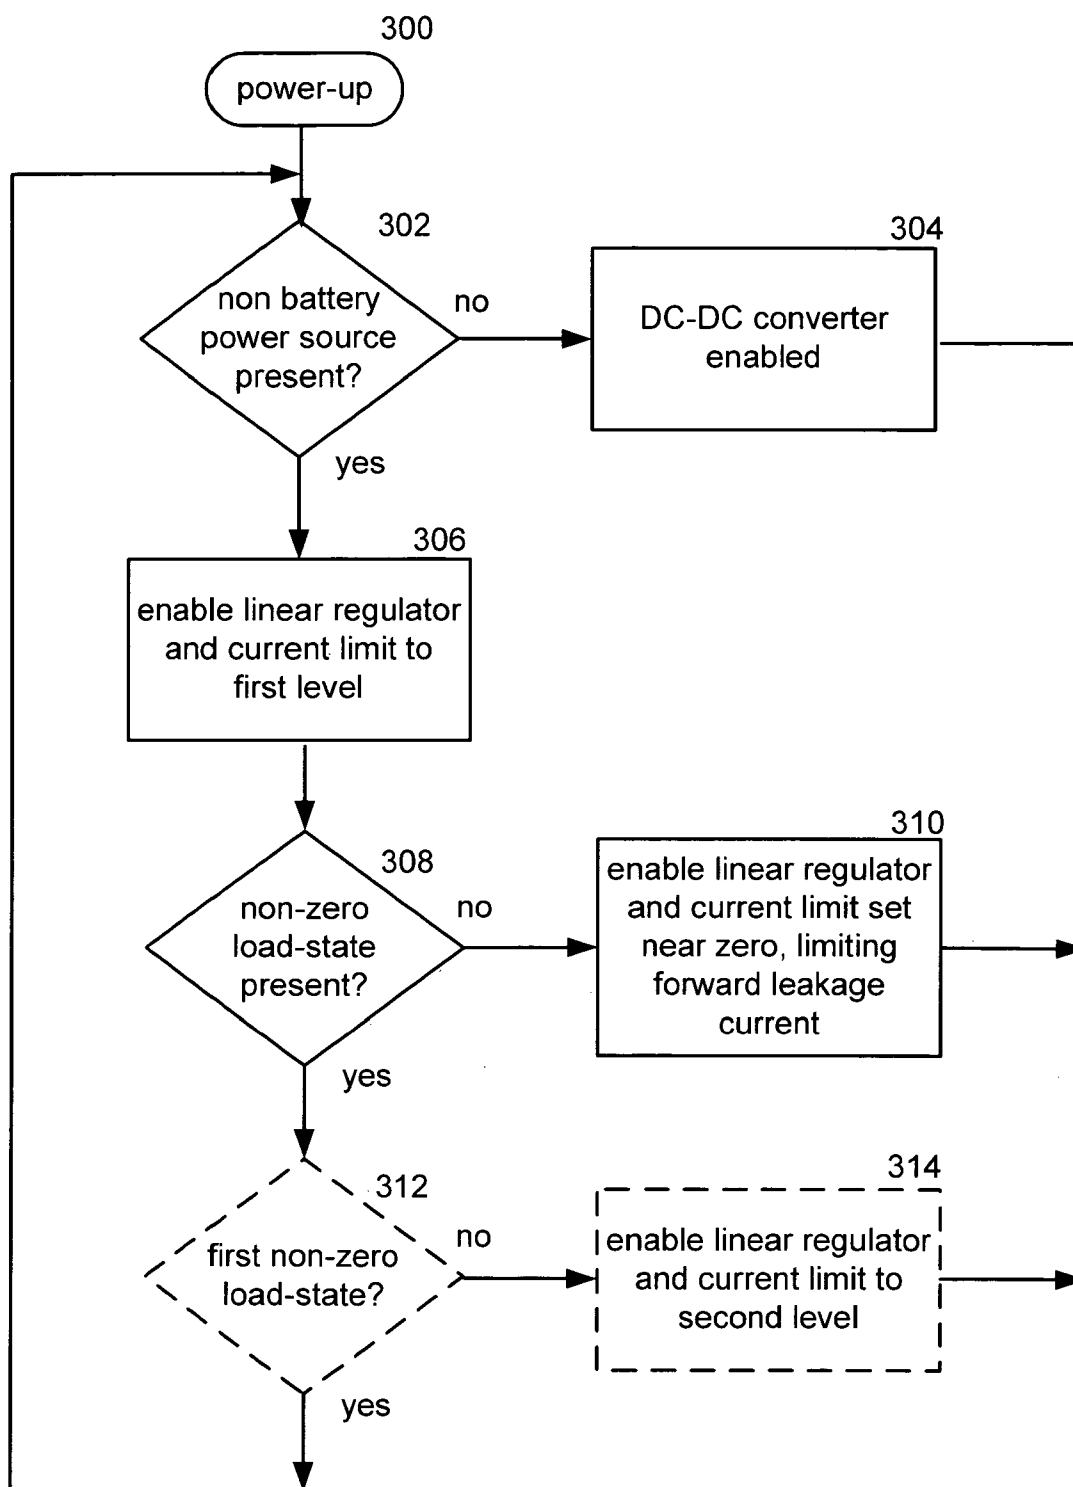 300
power-up
302
non battery
power source
present?
no
304
DC-DC converter
enabled
yes
306
enable linear regulator
and current limit to
first level
308
non-zero
load-state
present?
no
310
enable linear regulator
and current limit set
near zero, limiting
forward leakage
current
yes
312
first non-zero
load-state?
no
314
enable linear regulator
and current limit to
second level
yes